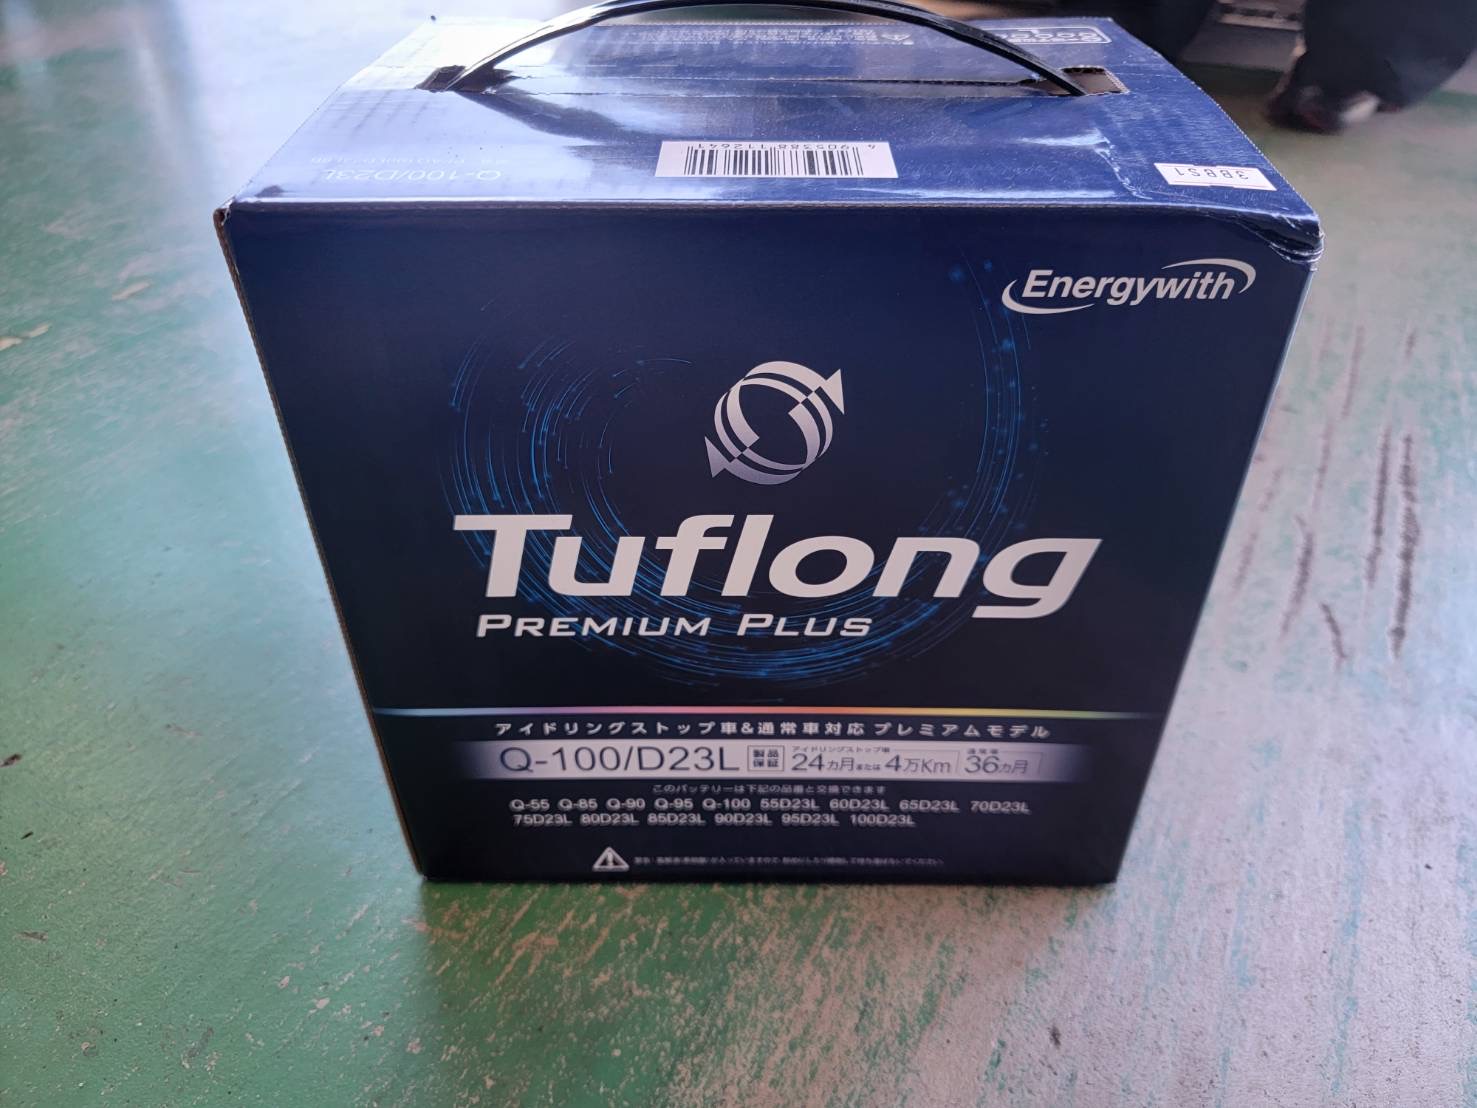 4905388112641
3BBS1
Q-100/D23L
Energywith
Tuflong
PREMIUM PLUS
アイドリングストップ車&通常車対応 プレミアムモデル
Q-100/D23L 製品保証 アイドリングストップ車 24カ月または4万Km 通常車 36カ月
このバッテリーは下記の品番と交換できます
Q-55 Q-85 Q-90 Q-95 Q-100 55D23L 60D23L 65D23L 70D23L
75D23L 80D23L 85D23L 90D23L 95D23L 100D23L